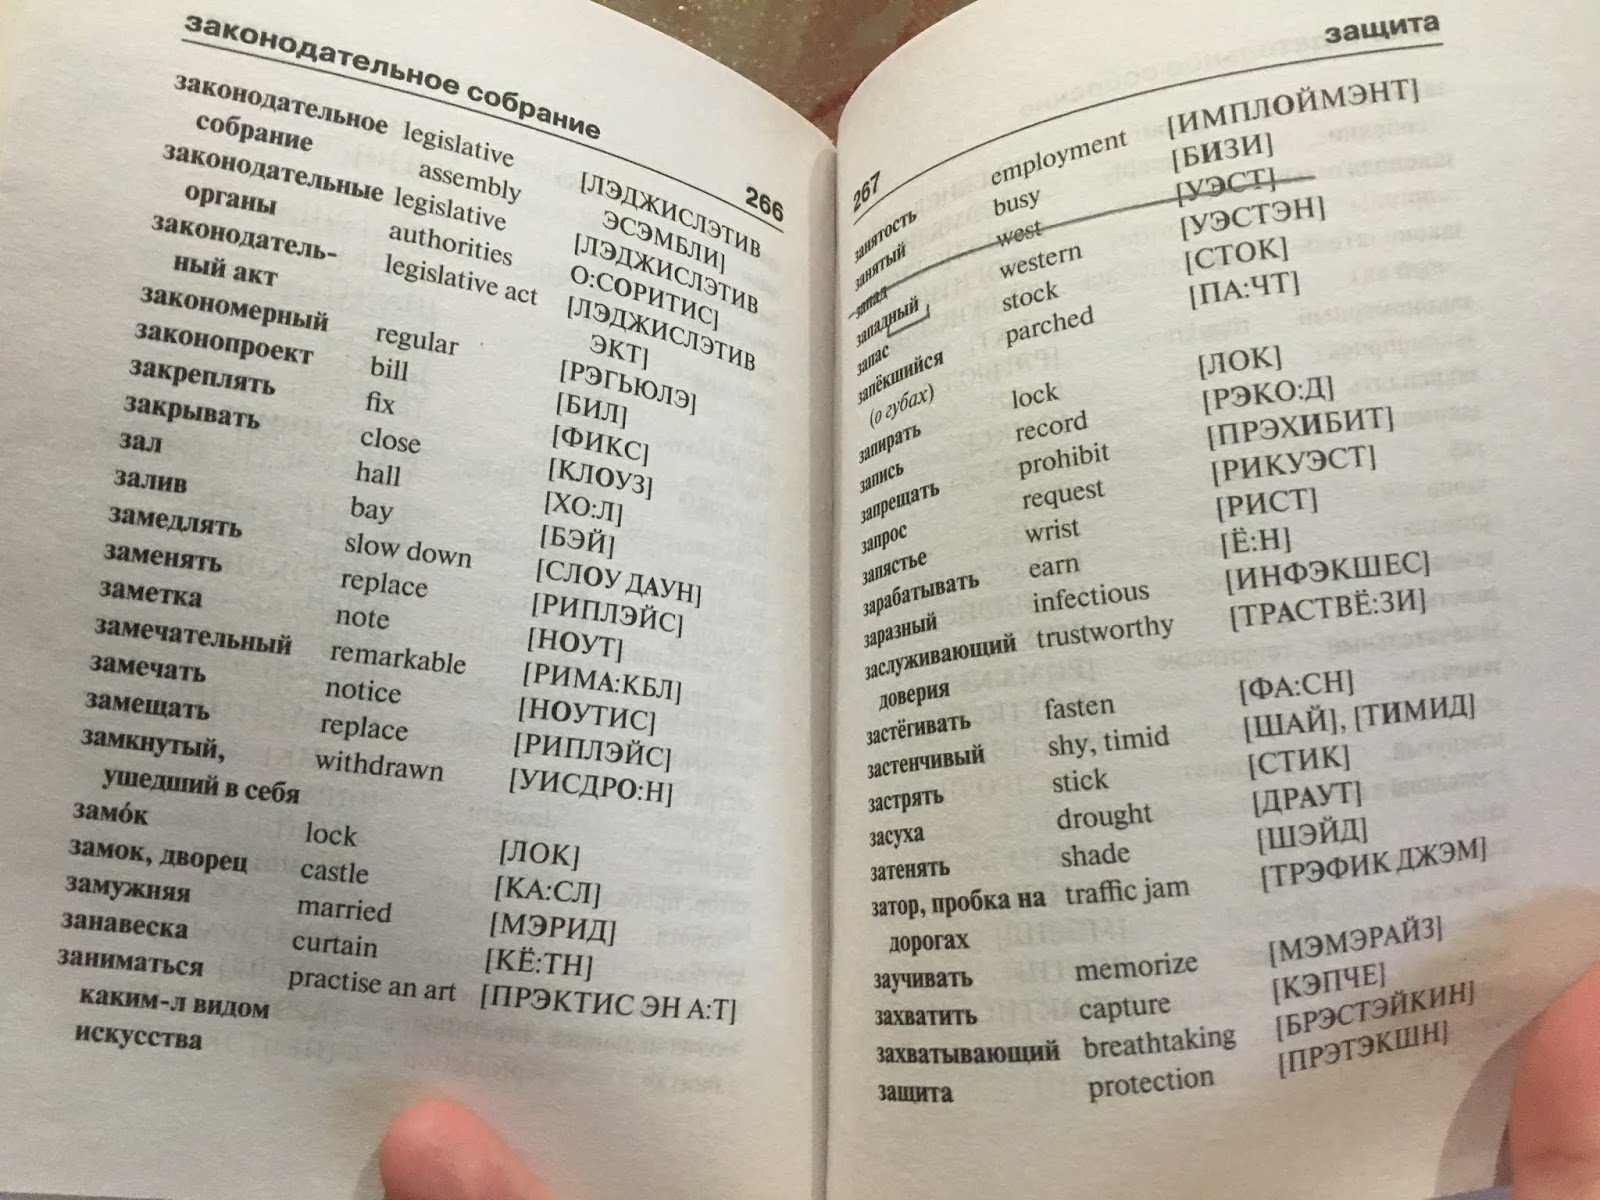 законодательное собрание
266
законодательное legislative [ЛЭДЖИСЛЭТИВ
собрание assembly ЭСЭМБЛИ]
законодательные legislative [ЛЭДЖИСЛЭТИВ
органы authorities О:СОРИТИС]
законодатель- legislative act [ЛЭДЖИСЛЭТИВ
ный акт ЭКТ]
закономерный regular [РЭГЬЮЛЭ]
законопроект bill [БИЛ]
закреплять fix [ФИКС]
закрывать close [КЛОУЗ]
зал hall [ХО:Л]
залив bay [БЭЙ]
замедлять slow down [СЛОУ ДАУН]
заменять replace [РИПЛЭЙС]
заметка note [НОУТ]
замечательный remarkable [РИМА:КБЛ]
замечать notice [НОУТИС]
замещать replace [РИПЛЭЙС]
замкнутый, withdrawn [УИСДРО:Н]
ушедший в себя
замо́к lock [ЛОК]
замок, дворец castle [КА:СЛ]
замужняя married [МЭРИД]
занавеска curtain [КЁ:ТН]
заниматься practise an art [ПРЭКТИС ЭН А:Т]
каким-л видом
искусства
защита
267
занятость employment [ИМПЛОЙМЭНТ]
занятый busy [БИЗИ]
запад west [УЭСТ]
западный western [УЭСТЭН]
запас stock [СТОК]
запёкшийся parched [ПА:ЧТ]
(о губах)
запирать lock [ЛОК]
запись record [РЭКО:Д]
запрещать prohibit [ПРЭХИБИТ]
запрос request [РИКУЭСТ]
запястье wrist [РИСТ]
зарабатывать earn [Ё:Н]
заразный infectious [ИНФЭКШЕС]
заслуживающий trustworthy [ТРАСТВЁ:ЗИ]
доверия
застёгивать fasten [ФА:СН]
застенчивый shy, timid [ШАЙ], [ТИМИД]
застрять stick [СТИК]
засуха drought [ДРАУТ]
затенять shade [ШЭЙД]
затор, пробка на traffic jam [ТРЭФИК ДЖЭМ]
дорогах
заучивать memorize [МЭМЭРАЙЗ]
захватить capture [КЭПЧЕ]
захватывающий breathtaking [БРЭСТЭЙКИН]
защита protection [ПРЭТЭКШН]